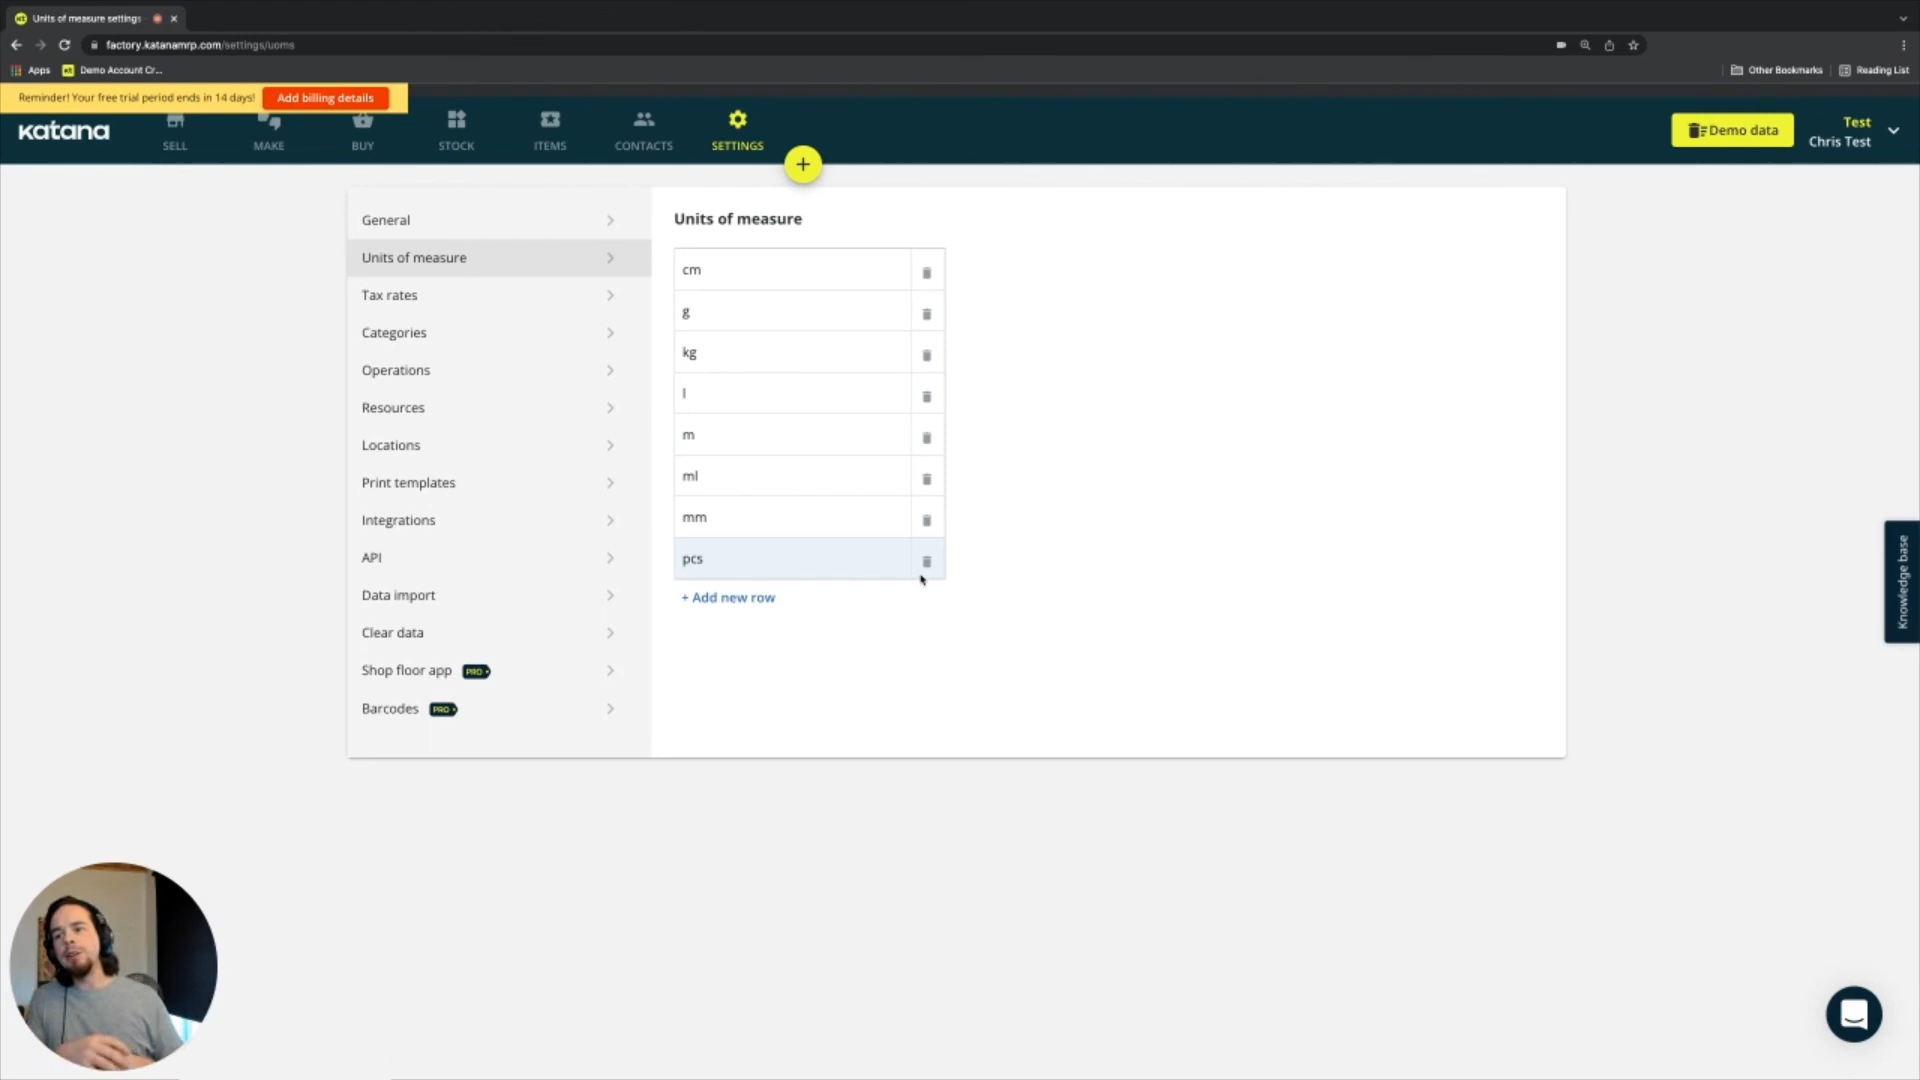 Units of measure settings
factory.katanamrp.com/settings/uoms
Apps
Demo Account Cr...
Other Bookmarks
Reading List
Reminder! Your free trial period ends in 14 days!
Add billing details
katana
SELL
MAKE
BUY
STOCK
ITEMS
CONTACTS
SETTINGS
+
Demo data
Test
Chris Test
General
Units of measure
Tax rates
Categories
Operations
Resources
Locations
Print templates
Integrations
API
Data import
Clear data
Shop floor app PRO
Barcodes PRO
Units of measure
cm
g
kg
l
m
ml
mm
pcs
+ Add new row
Knowledge base